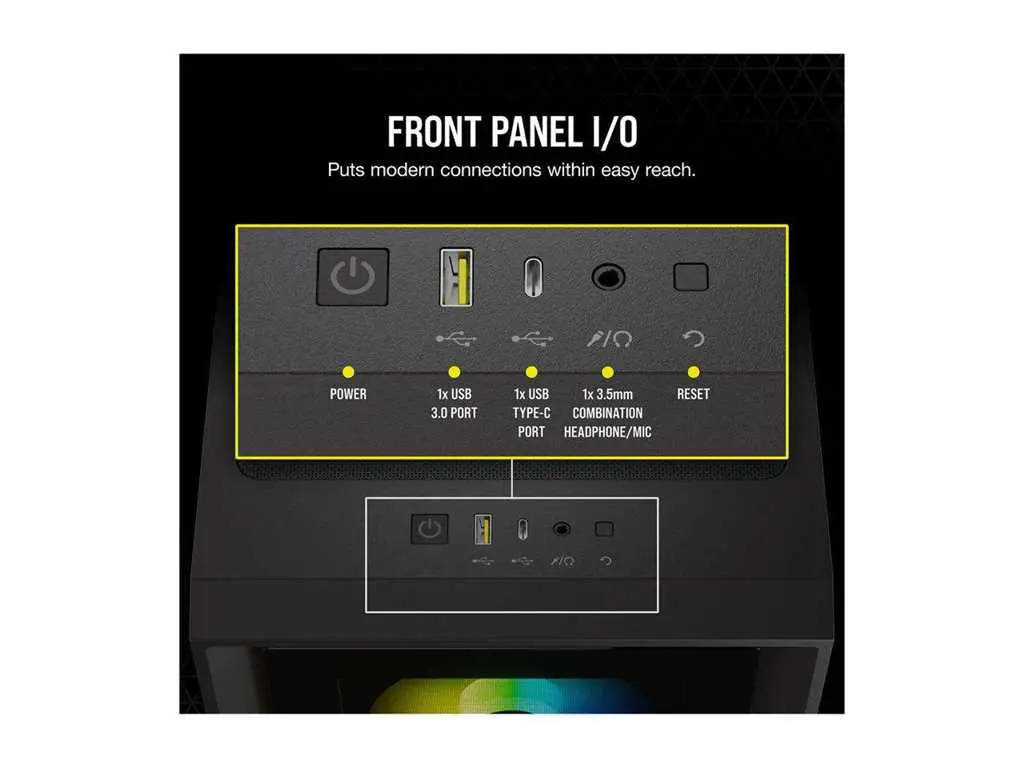 FRONT PANEL I/O
Puts modern connections within easy reach.
POWER
1x USB
3.0 PORT
1x USB
TYPE-C
PORT
1x 3.5mm
COMBINATION
HEADPHONE/MIC
RESET